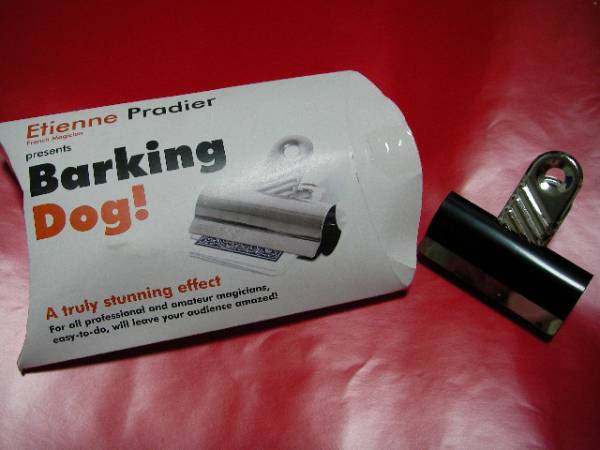 Etienne Pradier
French Magician
presents
Barking
Dog!
A truly stunning effect
For all professional and amateur magicians,
easy-to-do, will leave your audience amazed!